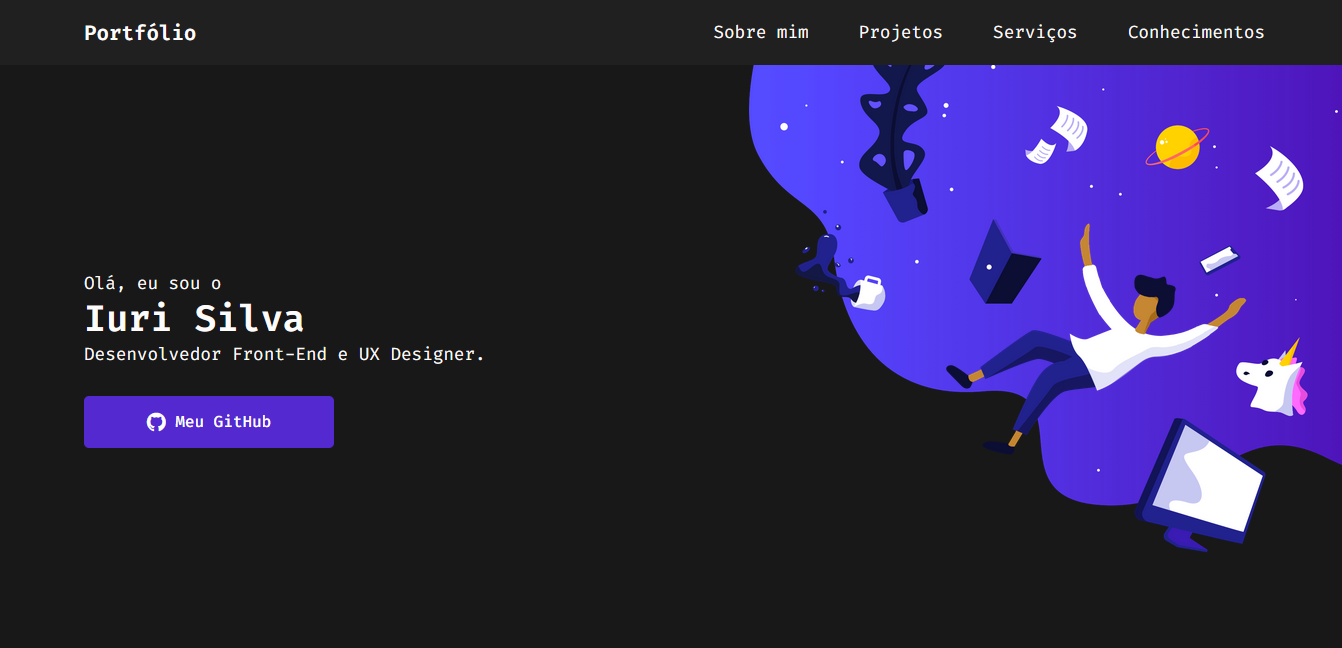 Portfólio
Sobre mim
Projetos
Serviços
Conhecimentos
Olá, eu sou o
Iuri Silva
Desenvolvedor Front-End e UX Designer.
Meu GitHub